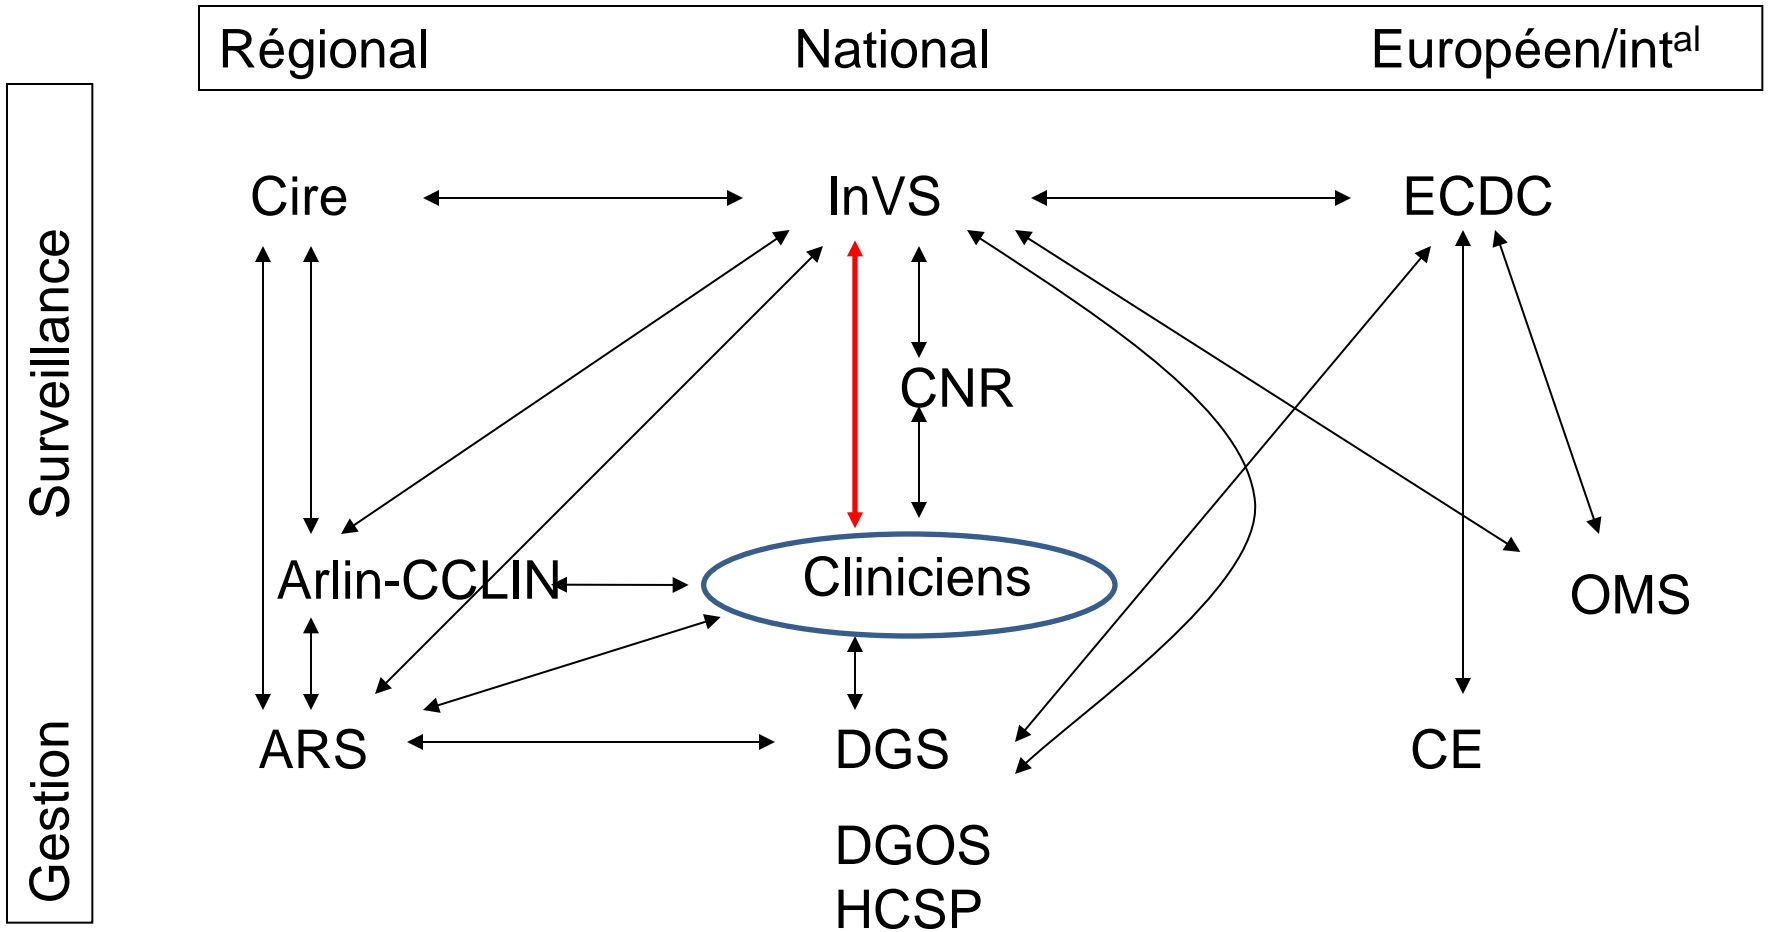 Régional National Européen/intal
Surveillance
Gestion
Cire InVS ECDC
CNR
Arlin-CCLIN Cliniciens OMS
ARS DGS CE
DGOS
HCSP